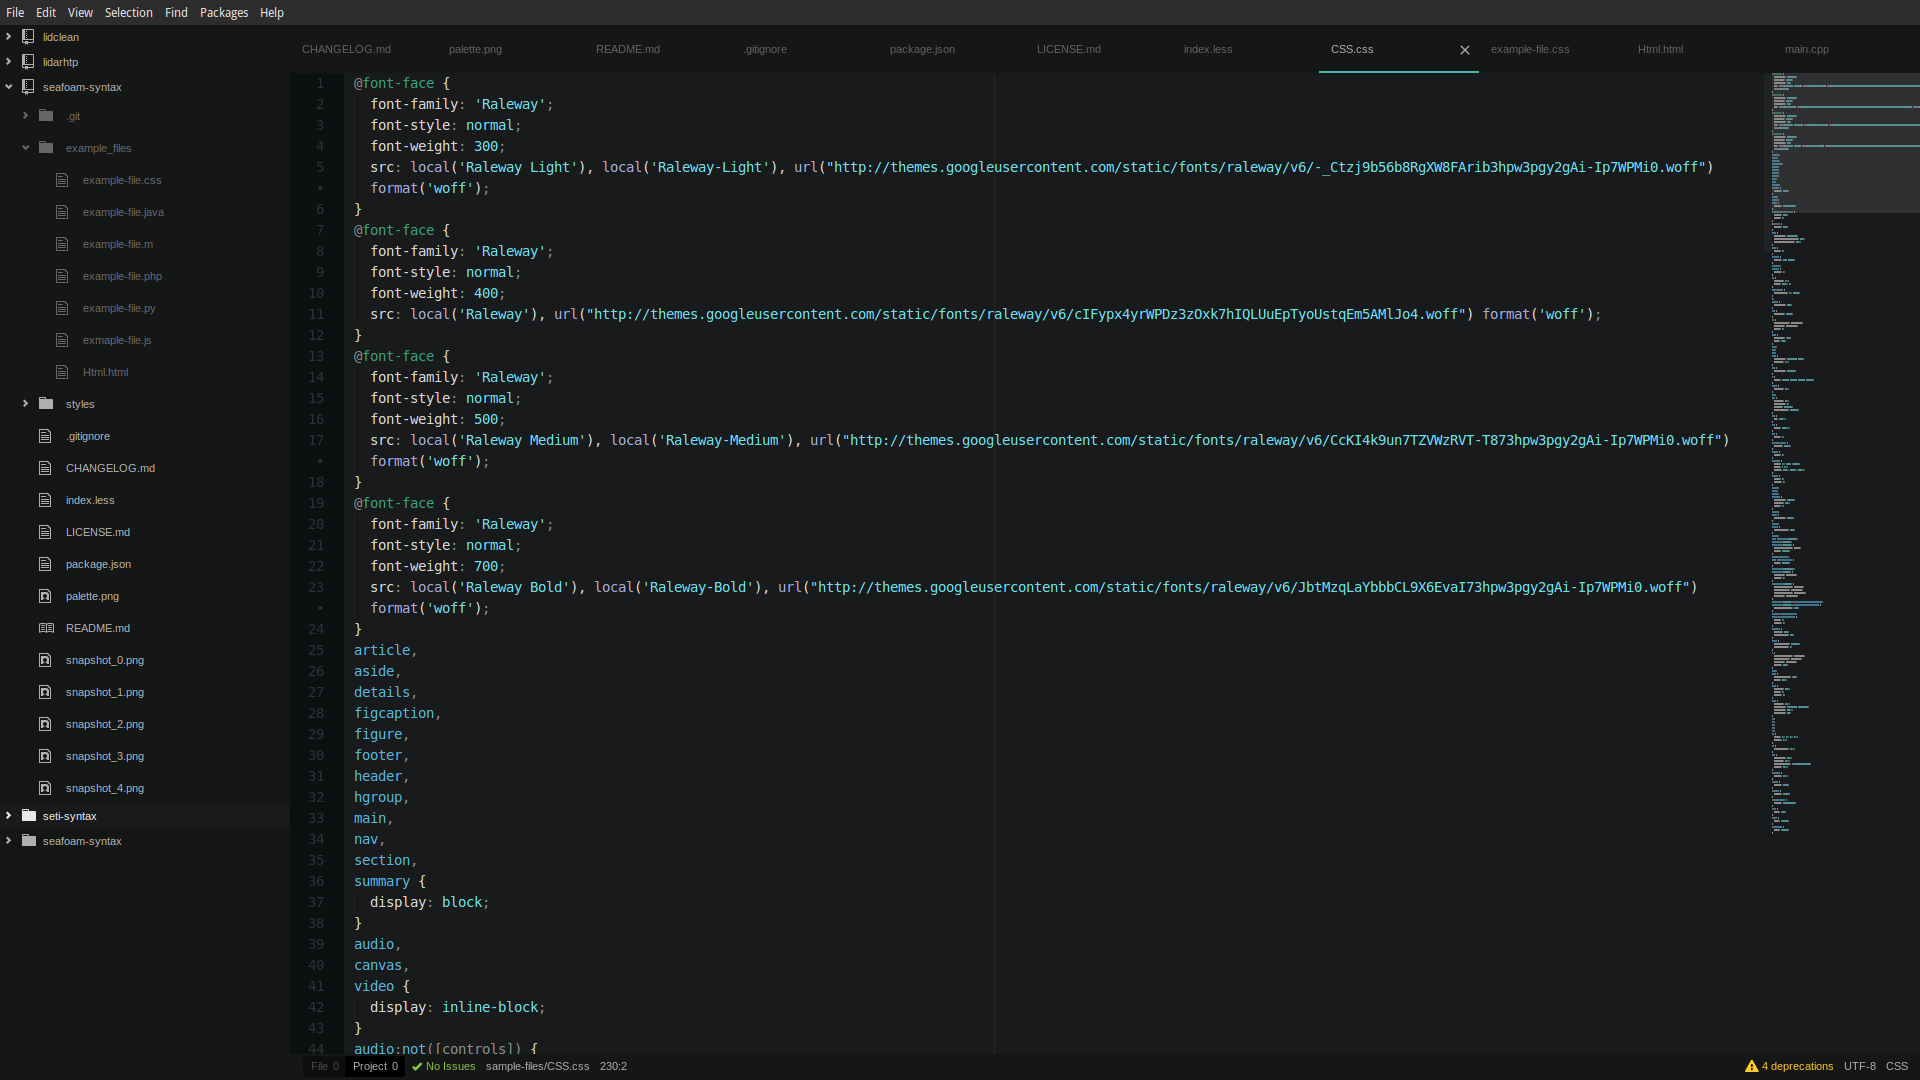 File Edit View Selection Find Packages Help
lidclean
lidarhtp
seafoam-syntax
.git
example_files
example-file.css
example-file.java
example-file.m
example-file.php
example-file.py
exmaple-file.js
Html.html
styles
.gitignore
CHANGELOG.md
index.less
LICENSE.md
package.json
palette.png
README.md
snapshot_0.png
snapshot_1.png
snapshot_2.png
snapshot_3.png
snapshot_4.png
seti-syntax
seafoam-syntax
CHANGELOG.md palette.png README.md .gitignore package.json LICENSE.md index.less CSS.css example-file.css Html.html main.cpp
1 @font-face {
2 font-family: 'Raleway';
3 font-style: normal;
4 font-weight: 300;
5 src: local('Raleway Light'), local('Raleway-Light'), url("http://themes.googleusercontent.com/static/fonts/raleway/v6/-_Ctzj9b56b8RgXW8FArib3hpw3pgy2gAi-Ip7WPMi0.woff")
• format('woff');
6 }
7 @font-face {
8 font-family: 'Raleway';
9 font-style: normal;
10 font-weight: 400;
11 src: local('Raleway'), url("http://themes.googleusercontent.com/static/fonts/raleway/v6/cIFypx4yrWPDz3zOxk7hIQLUuEpTyoUstqEm5AMlJo4.woff") format('woff');
12 }
13 @font-face {
14 font-family: 'Raleway';
15 font-style: normal;
16 font-weight: 500;
17 src: local('Raleway Medium'), local('Raleway-Medium'), url("http://themes.googleusercontent.com/static/fonts/raleway/v6/CcKI4k9un7TZVWzRVT-T873hpw3pgy2gAi-Ip7WPMi0.woff")
• format('woff');
18 }
19 @font-face {
20 font-family: 'Raleway';
21 font-style: normal;
22 font-weight: 700;
23 src: local('Raleway Bold'), local('Raleway-Bold'), url("http://themes.googleusercontent.com/static/fonts/raleway/v6/JbtMzqLaYbbbCL9X6EvaI73hpw3pgy2gAi-Ip7WPMi0.woff")
• format('woff');
24 }
25 article,
26 aside,
27 details,
28 figcaption,
29 figure,
30 footer,
31 header,
32 hgroup,
33 main,
34 nav,
35 section,
36 summary {
37 display: block;
38 }
39 audio,
40 canvas,
41 video {
42 display: inline-block;
43 }
44 audio:not([controls]) {
File 0 Project 0 No Issues sample-files/CSS.css 230:2 4 deprecations UTF-8 CSS